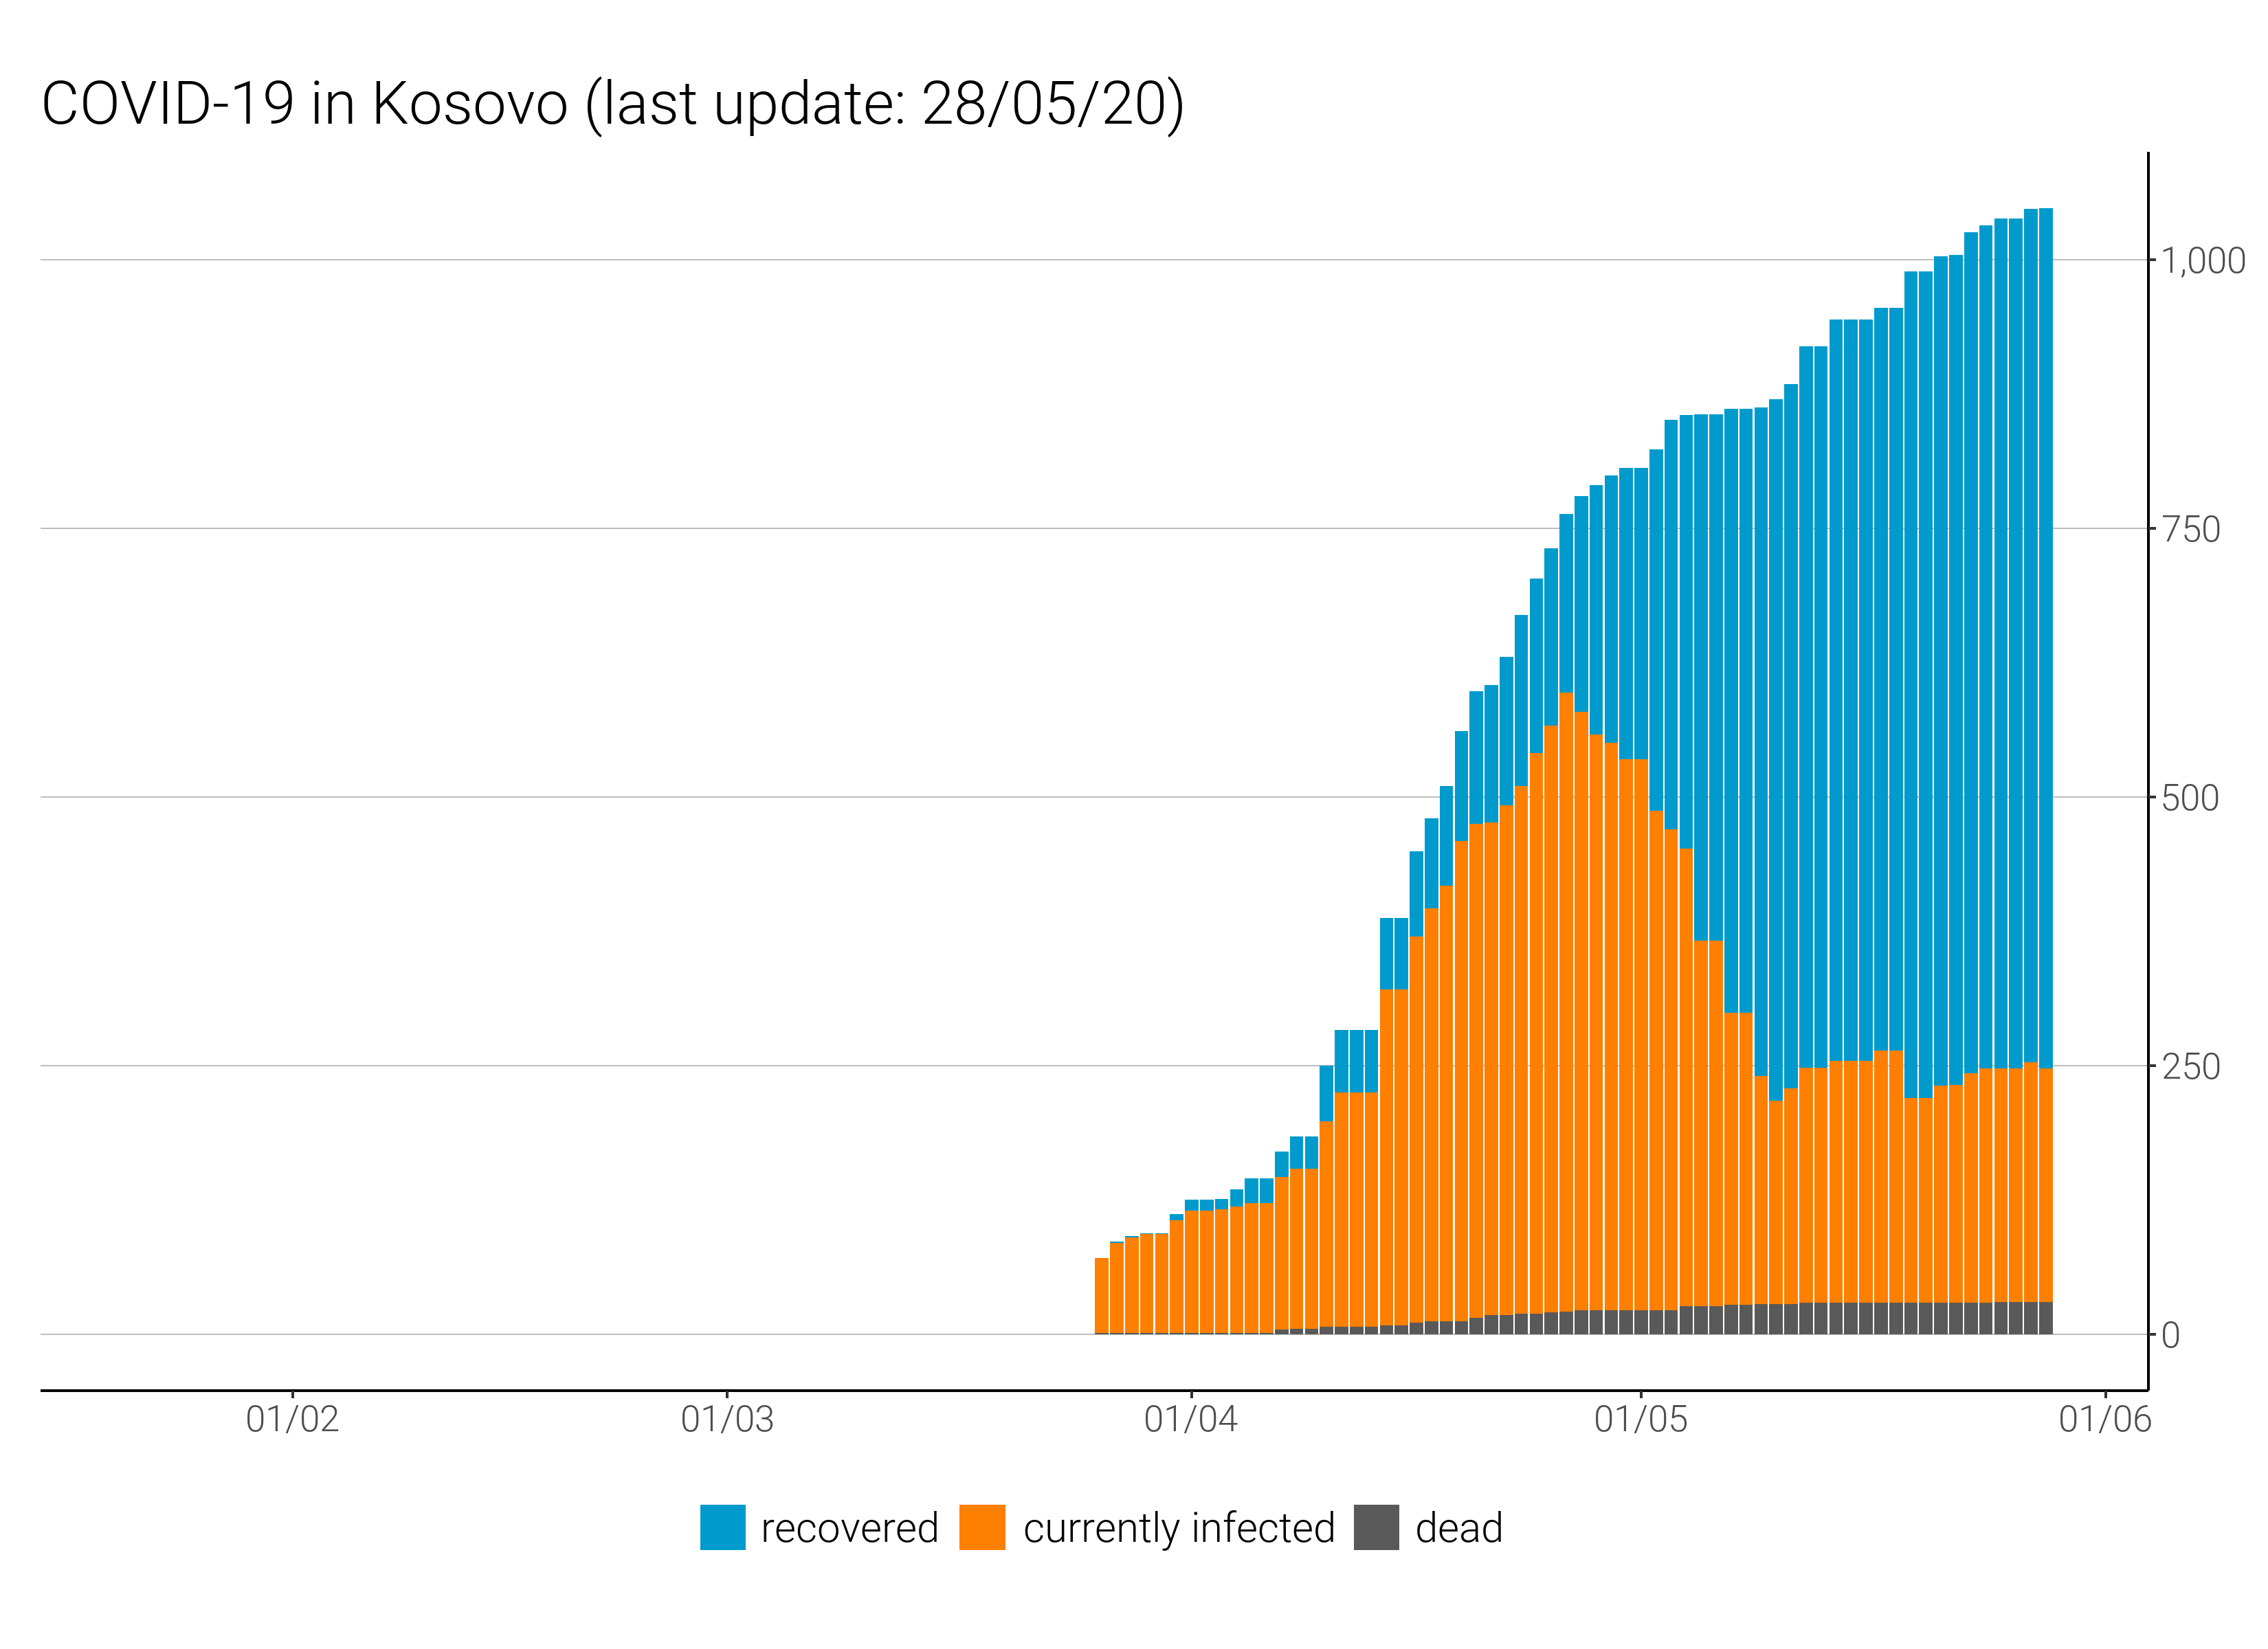 COVID-19 in Kosovo (last update: 28/05/20)
1,000
750
500
250
0
01/02 01/03 01/04 01/05 01/06
recovered currently infected dead